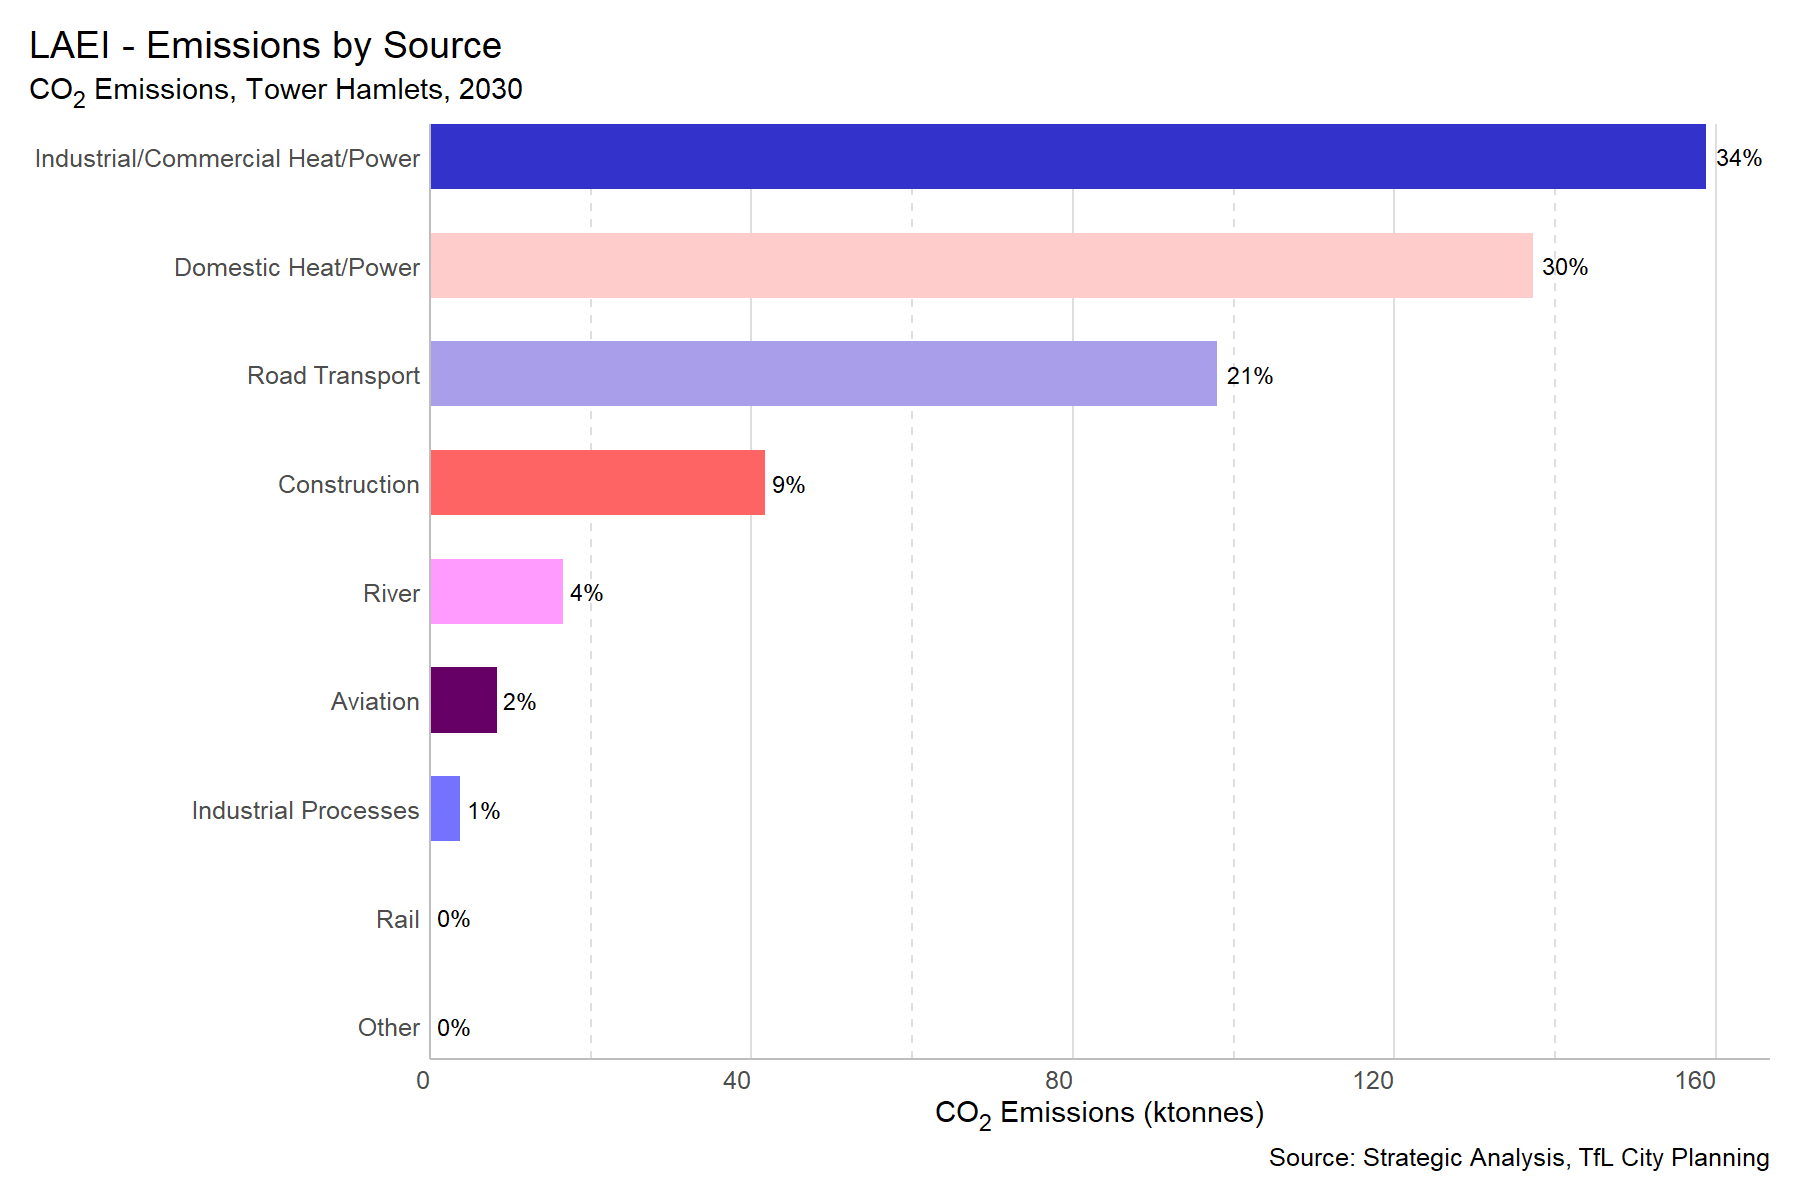 LAEI - Emissions by Source
CO₂ Emissions, Tower Hamlets, 2030
Industrial/Commercial Heat/Power 34%
Domestic Heat/Power 30%
Road Transport 21%
Construction 9%
River 4%
Aviation 2%
Industrial Processes 1%
Rail 0%
Other 0%
0 40 80 120 160
CO₂ Emissions (ktonnes)
Source: Strategic Analysis, TfL City Planning